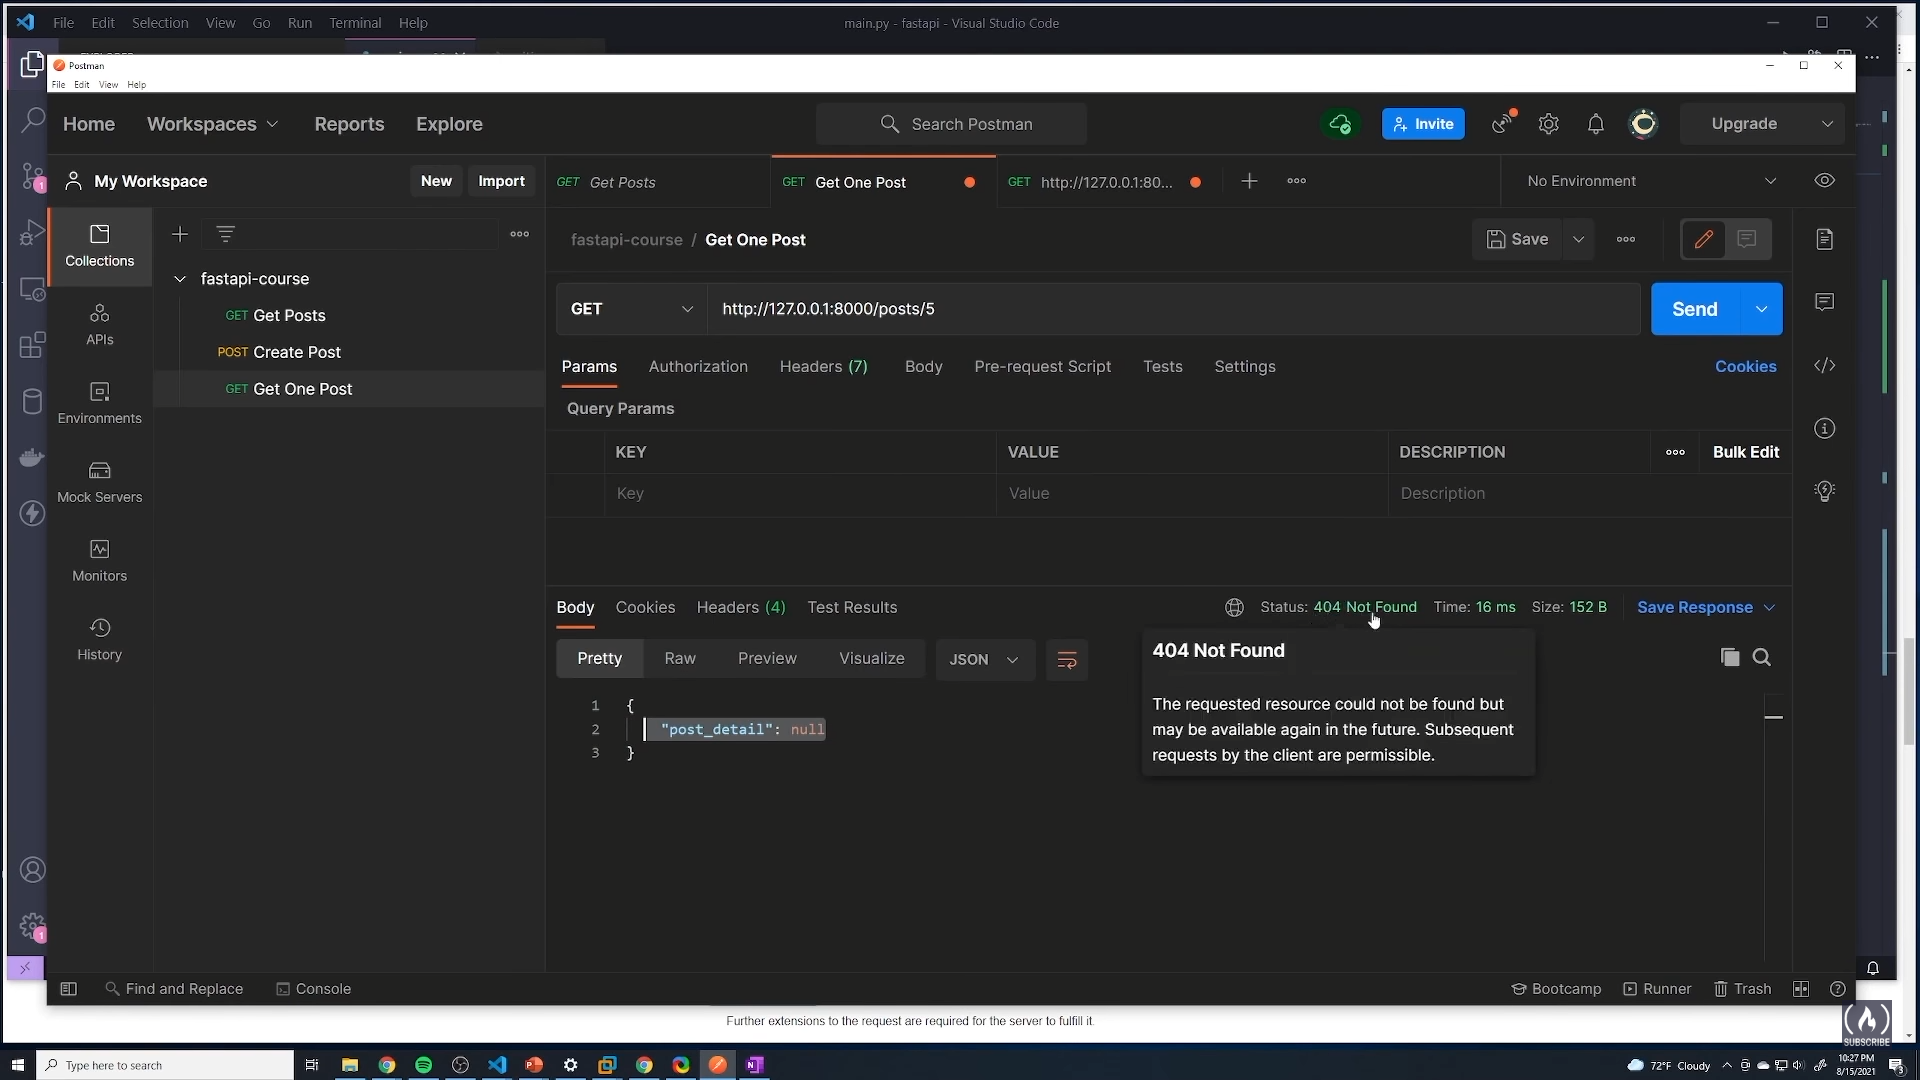 File Edit Selection View Go Run Terminal Help
main.py - fastapi - Visual Studio Code
Postman
File Edit View Help
Home Workspaces Reports Explore
Search Postman
Invite
Upgrade
My Workspace
New Import
GET Get Posts
GET Get One Post
GET http://127.0.0.1:80...
No Environment
Collections
APIs
Environments
Mock Servers
Monitors
History
fastapi-course
GET Get Posts
POST Create Post
GET Get One Post
fastapi-course / Get One Post
Save
GET http://127.0.0.1:8000/posts/5
Send
Params Authorization Headers (7) Body Pre-request Script Tests Settings
Cookies
Query Params
KEY VALUE DESCRIPTION
Bulk Edit
Key Value Description
Body Cookies Headers (4) Test Results
Status: 404 Not Found Time: 16 ms Size: 152 B
Save Response
Pretty Raw Preview Visualize JSON
404 Not Found
The requested resource could not be found but
may be available again in the future. Subsequent
requests by the client are permissible.
1 {
2 "post_detail": null
3 }
Find and Replace Console
Bootcamp Runner Trash
Further extensions to the request are required for the server to fulfill it.
SUBSCRIBE
Type here to search
72°F Cloudy
10:27 PM
8/15/2021